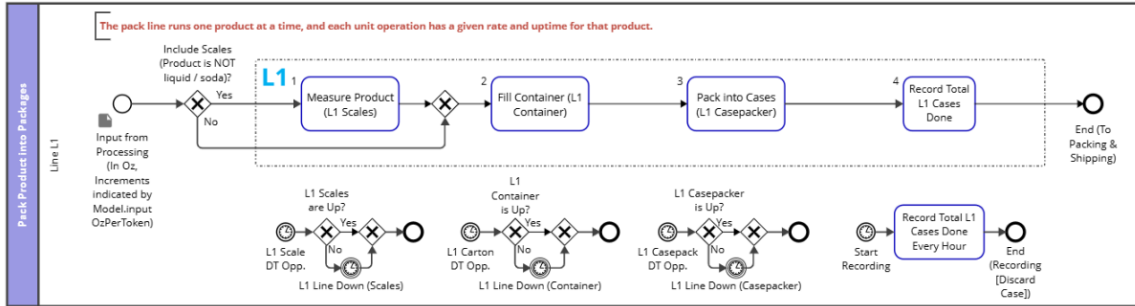 The pack line runs one product at a time, and each unit operation has a given rate and uptime for that product.
Pack Product into Packages
Line L1
Include Scales
(Product is NOT
liquid / soda)?
Yes
No
Input from
Processing
(In Oz,
Increments
indicated by
Model.input
OzPerToken)
L1
1
Measure Product
(L1 Scales)
2
Fill Container (L1
Container)
3
Pack into Cases
(L1 Casepacker)
4
Record Total
L1 Cases
Done
End (To
Packing &
Shipping)
L1 Scales
are Up?
Yes
No
L1 Scale
DT Opp.
L1 Line Down (Scales)
L1
Container
is Up?
Yes
No
L1 Carton
DT Opp.
L1 Line Down (Container)
L1 Casepacker
is Up?
Yes
No
L1 Casepack
DT Opp.
L1 Line Down (Casepacker)
Start
Recording
Record Total L1
Cases Done
Every Hour
End
(Recording
[Discard
Case])